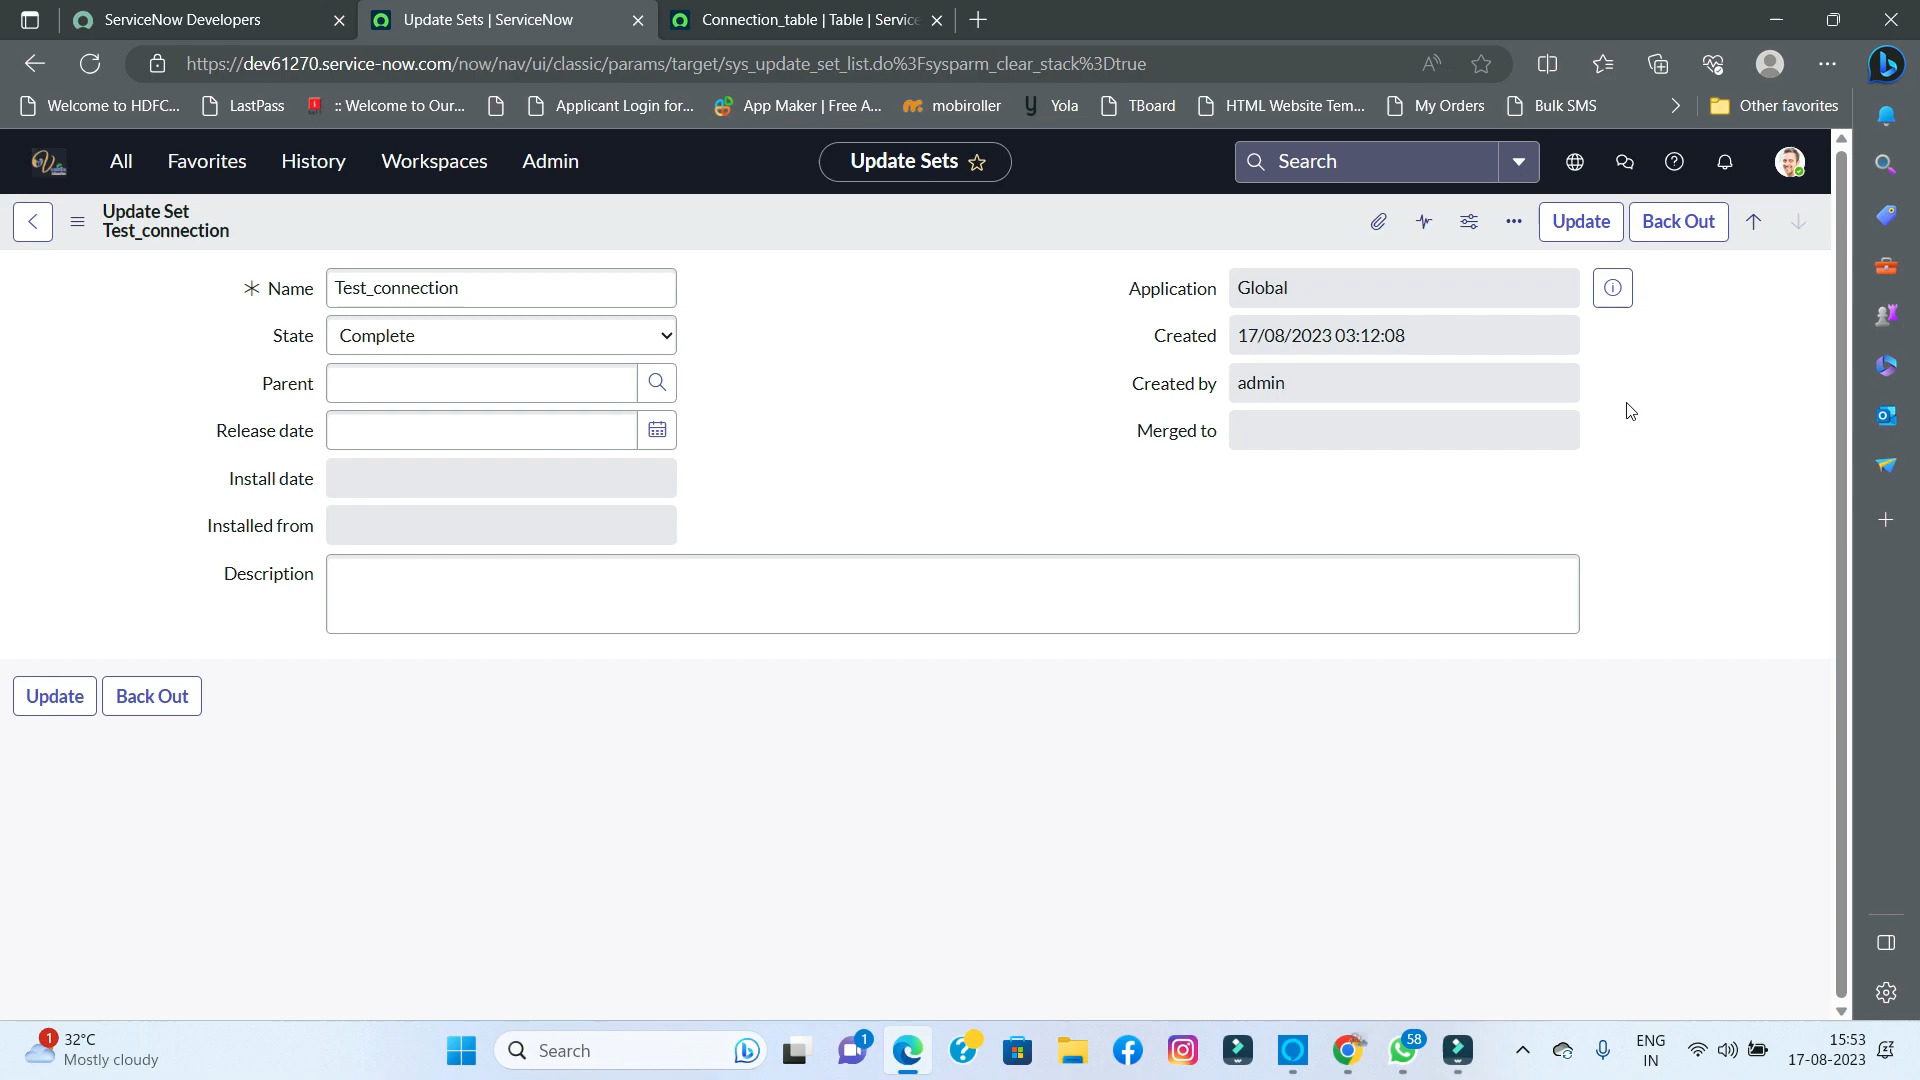 ServiceNow Developers
Update Sets | ServiceNow
Connection_table | Table | Service
https://dev61270.service-now.com/now/nav/ui/classic/params/target/sys_update_set_list.do%3Fsysparm_clear_stack%3Dtrue
Welcome to HDFC...
LastPass
:: Welcome to Our...
Applicant Login for...
App Maker | Free A...
mobiroller
Yola
TBoard
HTML Website Tem...
My Orders
Bulk SMS
Other favorites
All
Favorites
History
Workspaces
Admin
Update Sets
Search
Update Set
Test_connection
Update
Back Out
Name
Test_connection
Application
Global
State
Complete
Created
17/08/2023 03:12:08
Parent
Created by
admin
Release date
Merged to
Install date
Installed from
Description
Update
Back Out
1
32°C
Mostly cloudy
Search
1
58
ENG
IN
15:53
17-08-2023